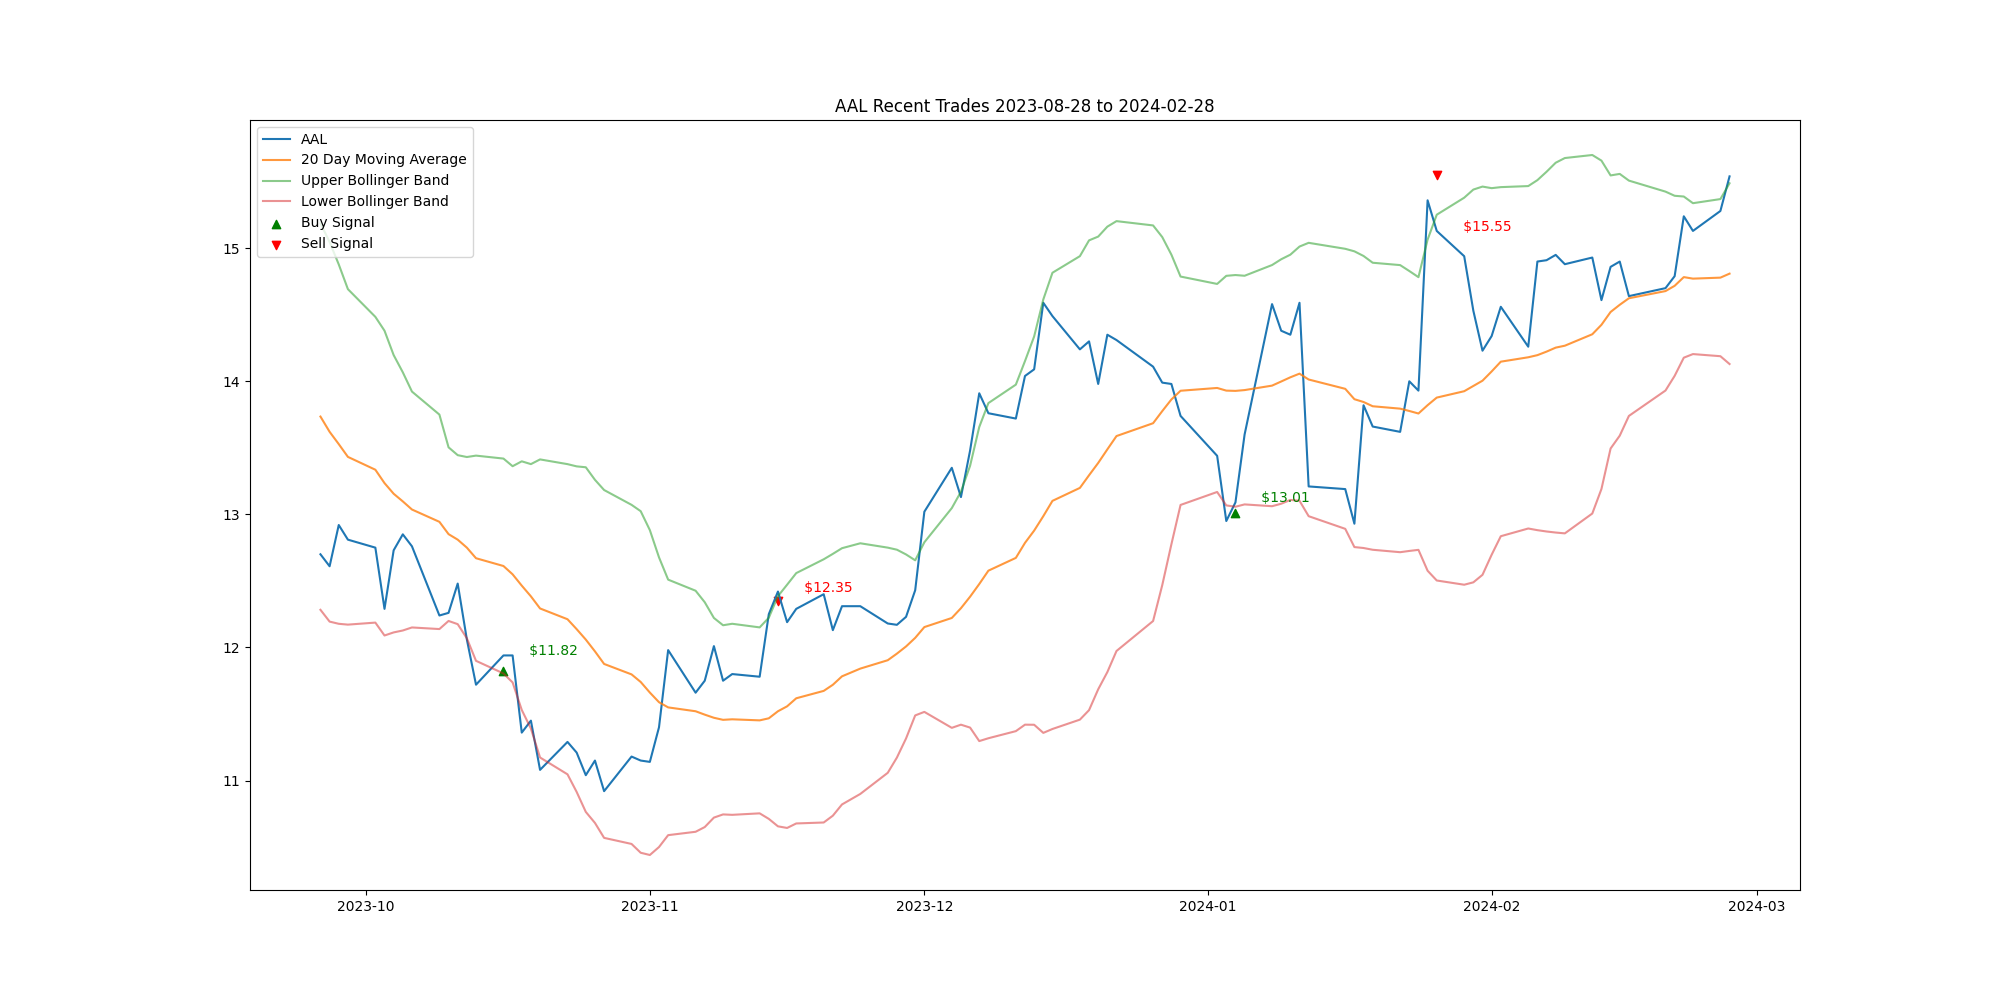 AAL Recent Trades 2023-08-28 to 2024-02-28
AAL
20 Day Moving Average
Upper Bollinger Band
Lower Bollinger Band
Buy Signal
Sell Signal
$15.55
$13.01
$12.35
$11.82
15
14
13
12
11
2023-10
2023-11
2023-12
2024-01
2024-02
2024-03